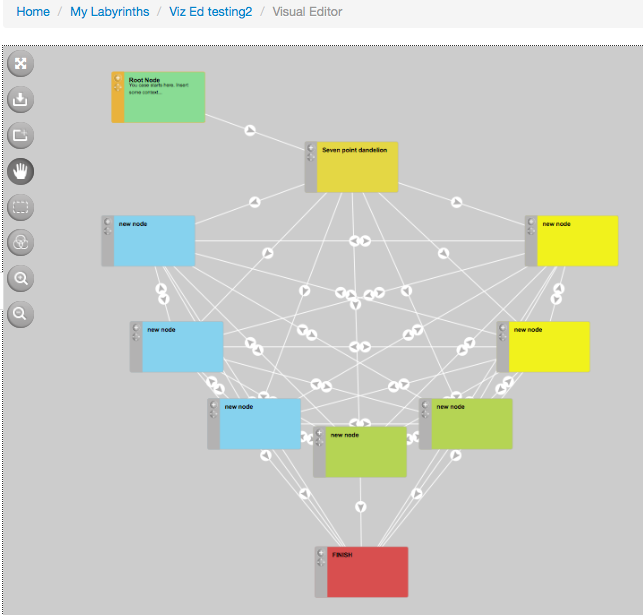 Home / My Labyrinths / Viz Ed testing2 / Visual Editor
Root Node
You case starts here. Insert
some context...
Seven point dandelion
new node
new node
new node
new node
new node
new node
new node
FINISH